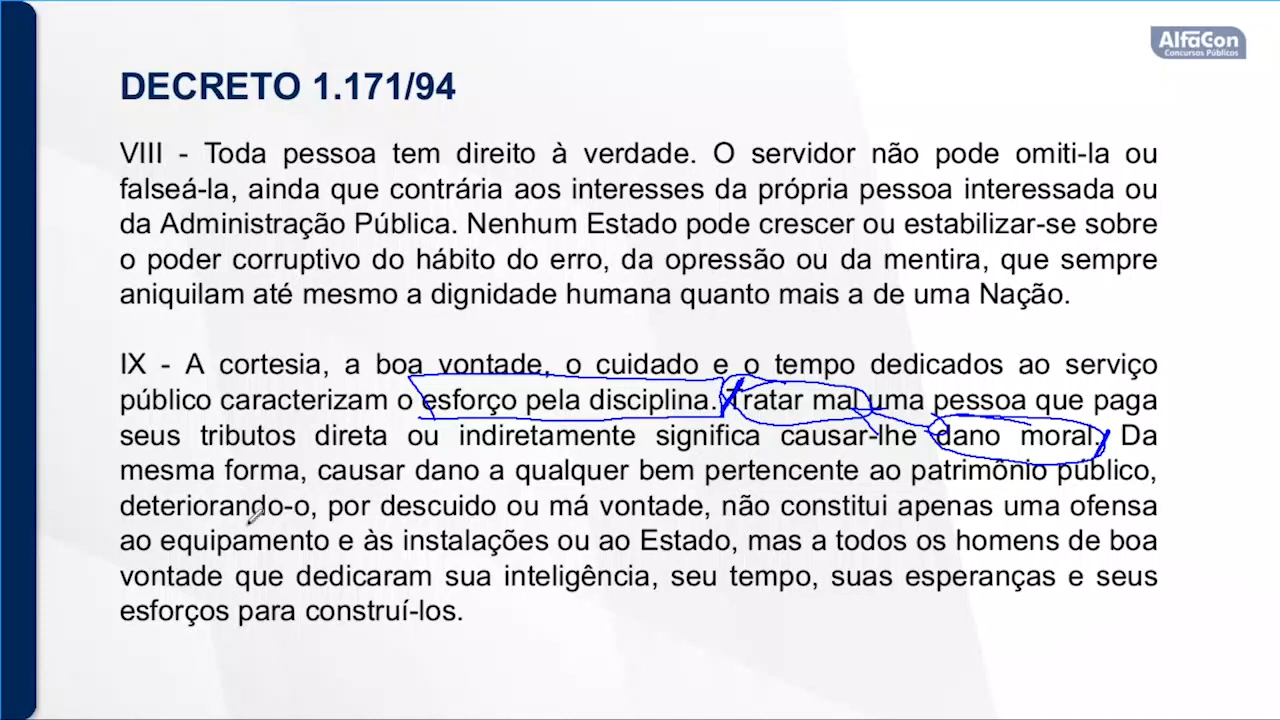 AlfaCon
Concursos Públicos
DECRETO 1.171/94
VIII - Toda pessoa tem direito à verdade. O servidor não pode omiti-la ou
falseá-la, ainda que contrária aos interesses da própria pessoa interessada ou
da Administração Pública. Nenhum Estado pode crescer ou estabilizar-se sobre
o poder corruptivo do hábito do erro, da opressão ou da mentira, que sempre
aniquilam até mesmo a dignidade humana quanto mais a de uma Nação.
IX - A cortesia, a boa vontade, o cuidado e o tempo dedicados ao serviço
público caracterizam o esforço pela disciplina. Tratar mal uma pessoa que paga
seus tributos direta ou indiretamente significa causar-lhe dano moral. Da
mesma forma, causar dano a qualquer bem pertencente ao patrimônio público,
deteriorando-o, por descuido ou má vontade, não constitui apenas uma ofensa
ao equipamento e às instalações ou ao Estado, mas a todos os homens de boa
vontade que dedicaram sua inteligência, seu tempo, suas esperanças e seus
esforços para construí-los.